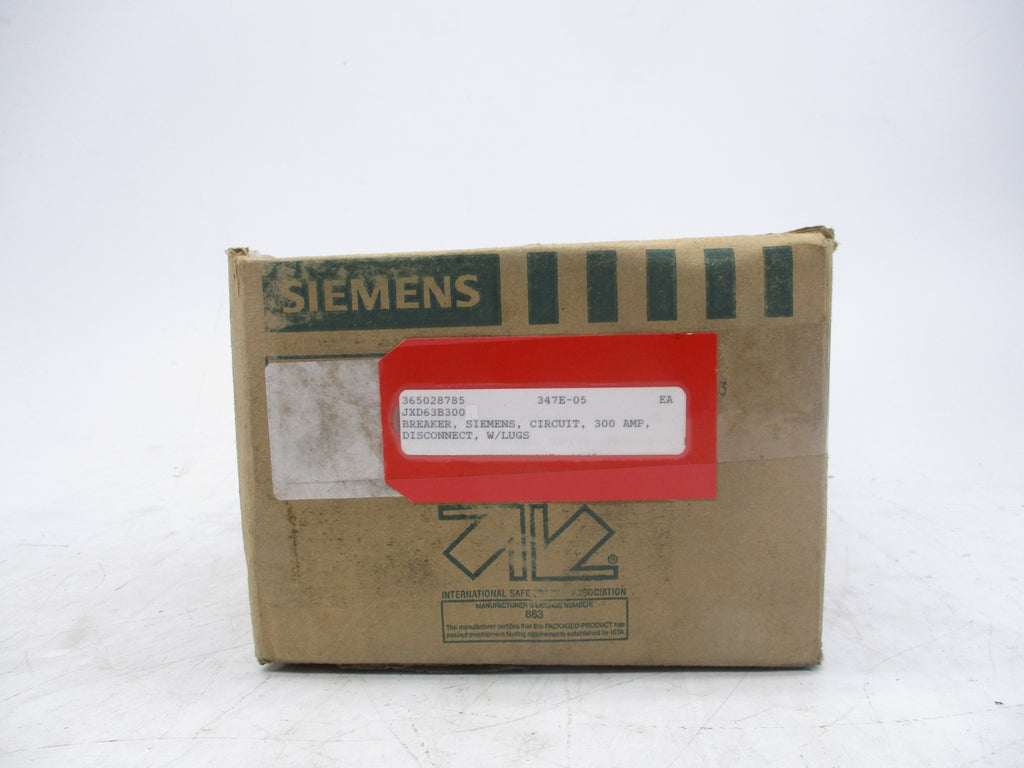 SIEMENS
3
365028785 347E-05 EA
JXD63B300
BREAKER, SIEMENS, CIRCUIT, 300 AMP,
DISCONNECT, W/LUGS
®
INTERNATIONAL SAFE ASSOCIATION
MANUFACTURER'S LICENSE NUMBER:
863
The manufacturer certifies that this PACKAGED-PRODUCT has
passed preshipment testing requirements established by ISTA.